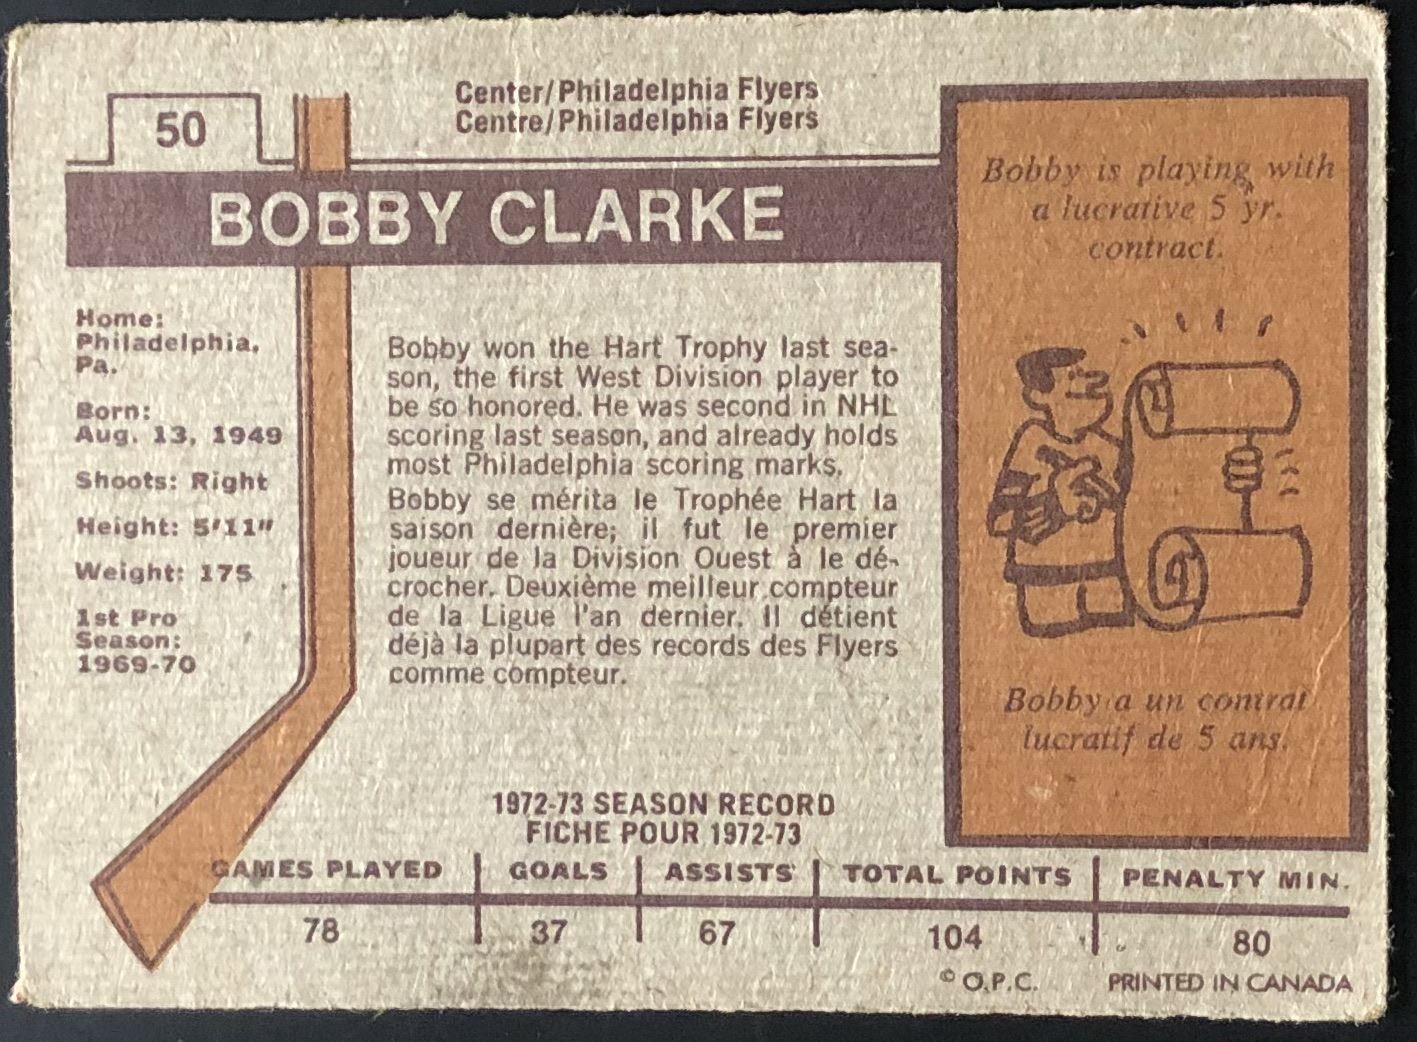 Center/Philadelphia Flyers
Centre/Philadelphia Flyers
50
BOBBY CLARKE
Home:
Philadelphia,
Pa.
Born:
Aug. 13, 1949
Shoots: Right
Height: 5'11"
Weight: 175
1st Pro
Season:
1969-70
Bobby won the Hart Trophy last sea-
son, the first West Division player to
be so honored. He was second in NHL
scoring last season, and already holds
most Philadelphia scoring marks.
Bobby se mérita le Trophée Hart la
saison dernière; il fut le premier
joueur de la Division Ouest à le dé-
crocher. Deuxième meilleur compteur
de la Ligue l'an dernier. Il détient
déjà la plupart des records des Flyers
comme compteur.
Bobby is playing with
a lucrative 5 yr.
contract.
Bobby a un contrat
lucratif de 5 ans.
1972-73 SEASON RECORD
FICHE POUR 1972-73
GAMES PLAYED GOALS ASSISTS TOTAL POINTS PENALTY MIN.
78 37 67 104 80
© O.P.C. PRINTED IN CANADA